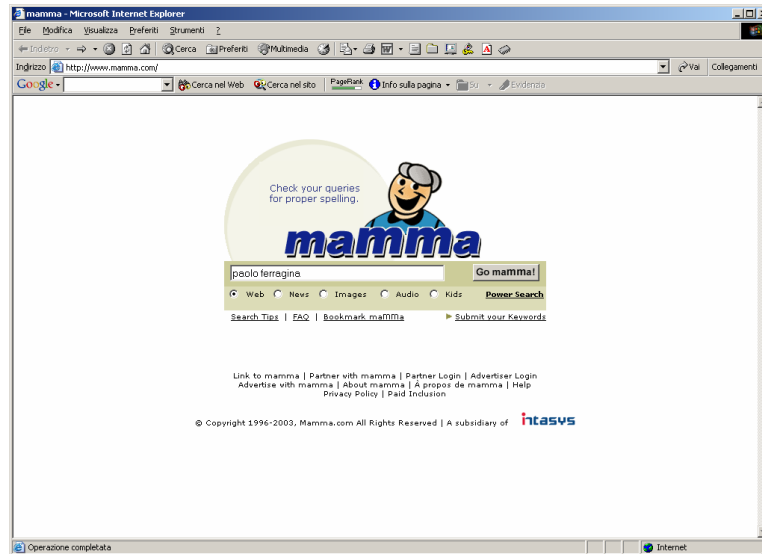 mamma - Microsoft Internet Explorer
File Modifica Visualizza Preferiti Strumenti ?
Indietro Cerca Preferiti Multimedia
Indirizzo http://www.mamma.com/ Vai Collegamenti
Google Cerca nel Web Cerca nel sito PageRank Info sulla pagina Su Evidenzia
Check your queries
for proper spelling.
mamma
paolo ferragina Go mamma!
Web News Images Audio Kids Power Search
Search Tips | FAQ | Bookmark maMMa Submit your Keywords
Link to mamma | Partner with mamma | Partner Login | Advertiser Login
Advertise with mamma | About mamma | À propos de mamma | Help
Privacy Policy | Paid Inclusion
© Copyright 1996-2003, Mamma.com All Rights Reserved | A subsidiary of intasys
Operazione completata Internet